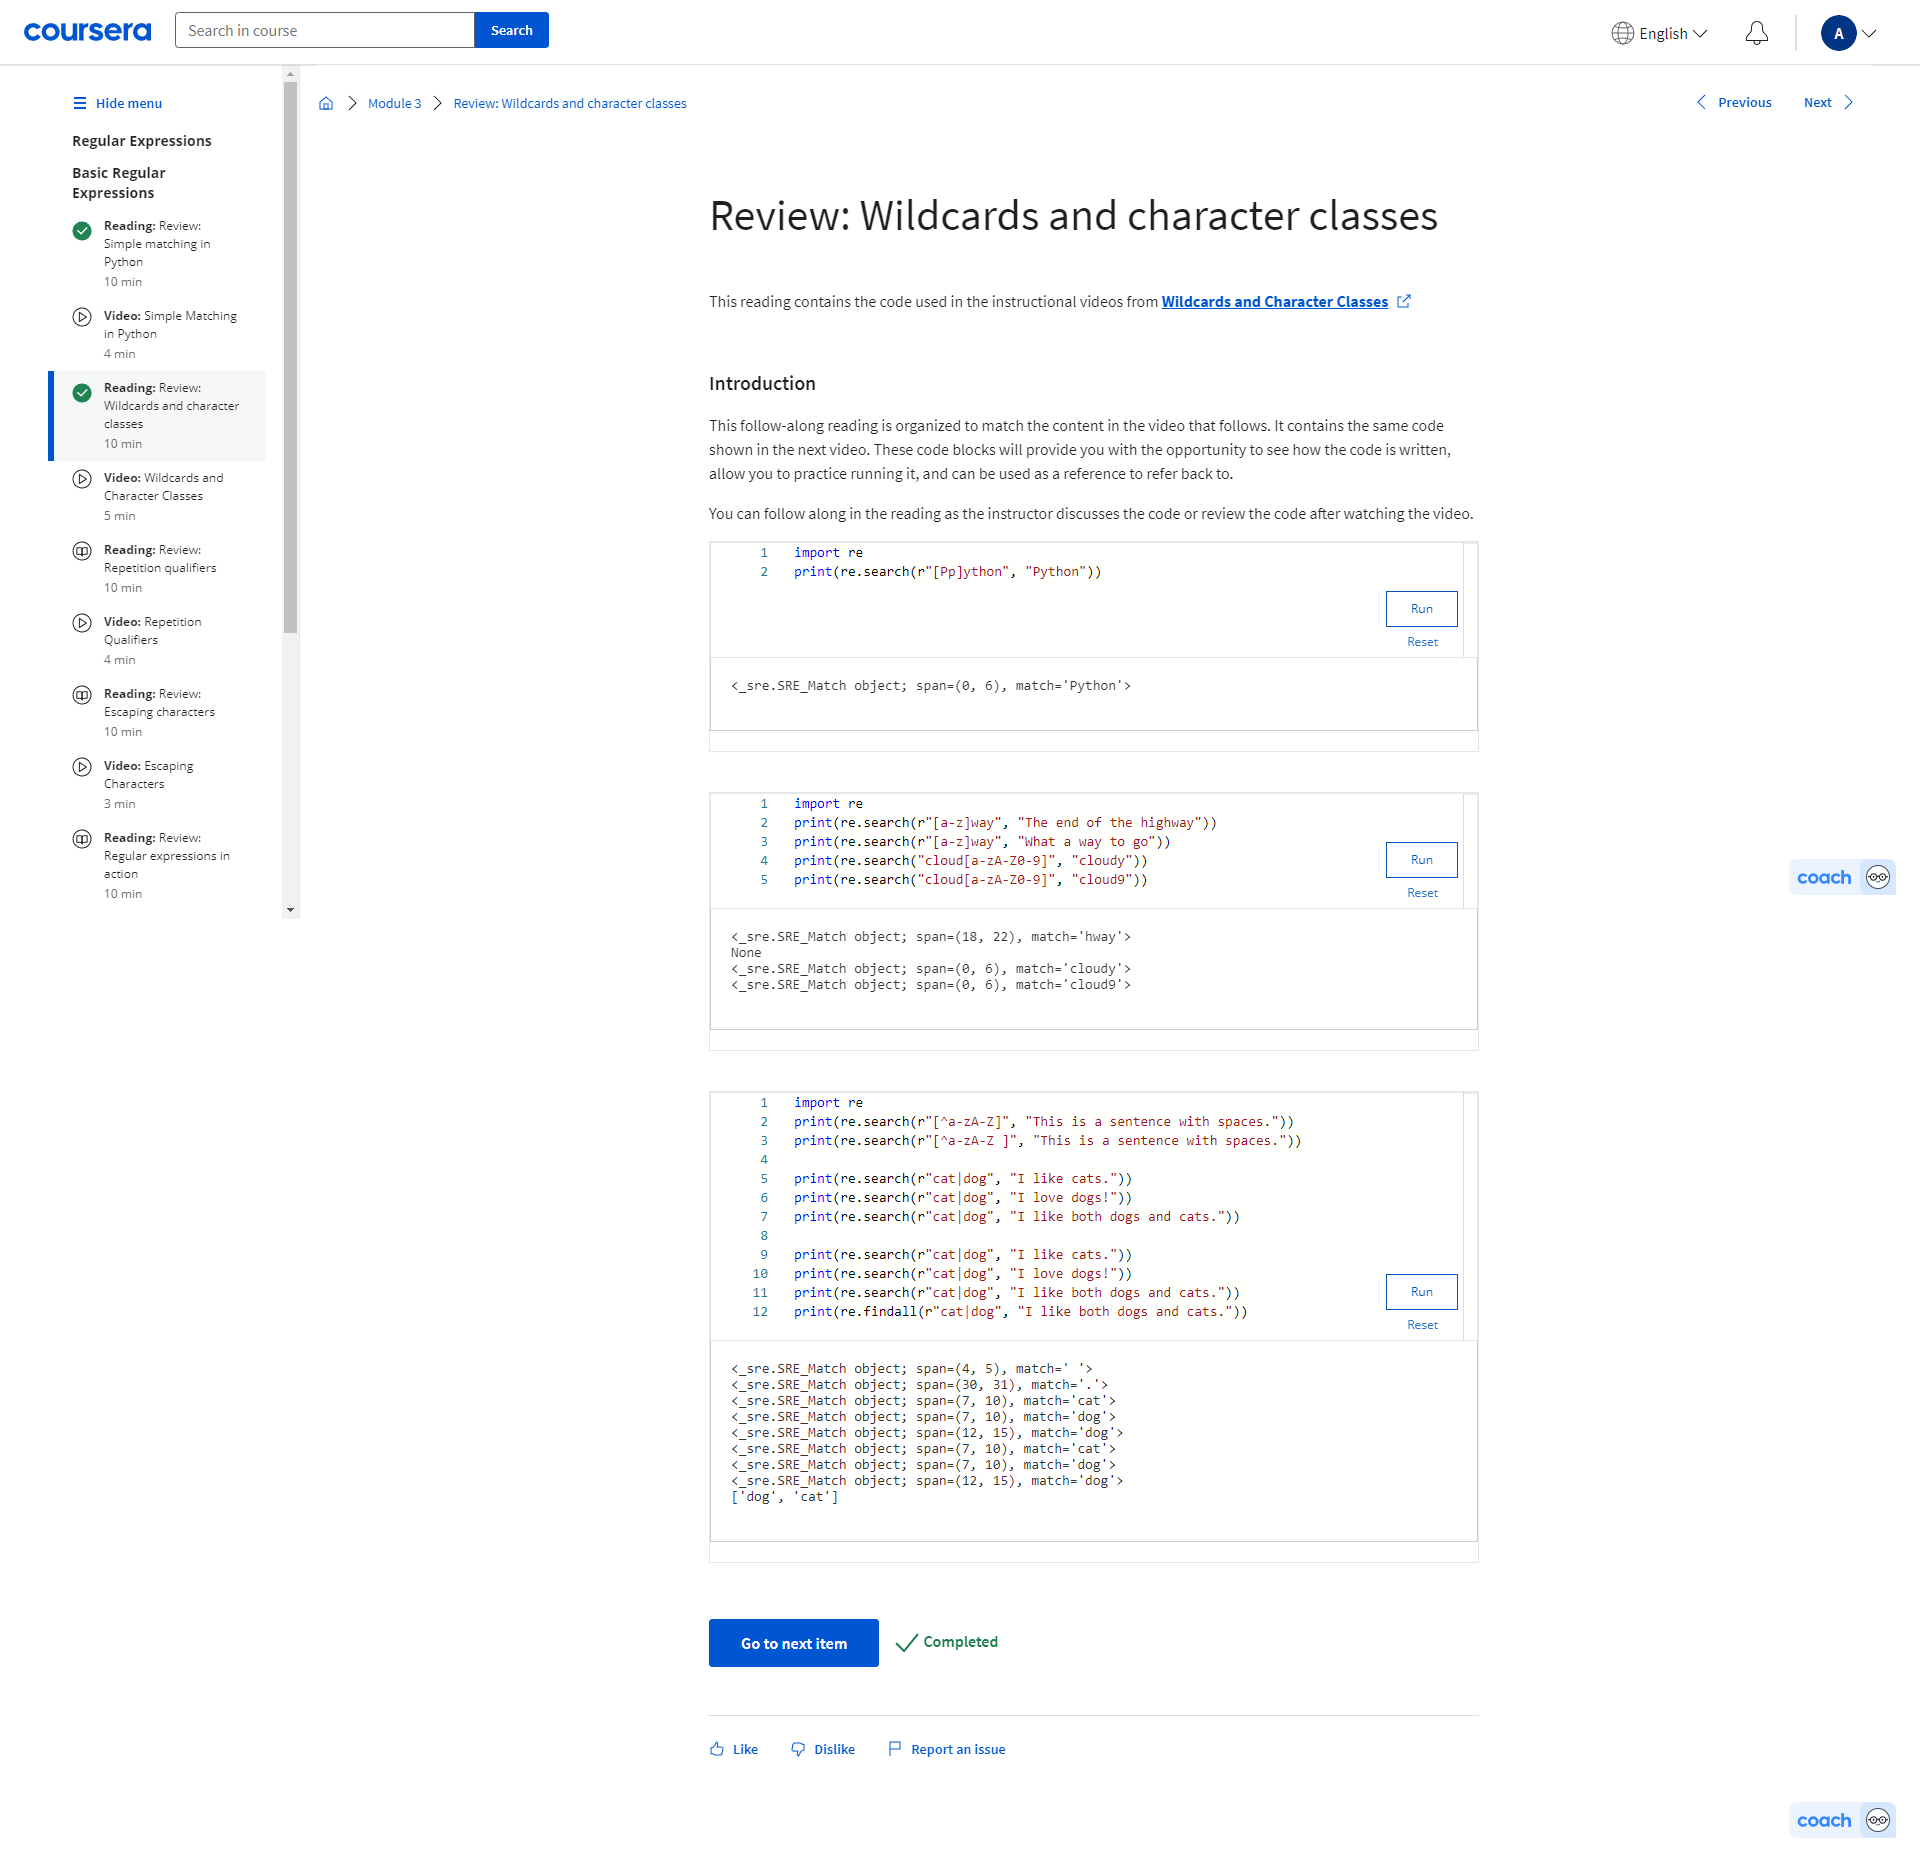 coursera
Search in course
Search
English
A
Hide menu
Regular Expressions
Basic Regular
Expressions
Reading: Review:
Simple matching in
Python
10 min
Video: Simple Matching
in Python
4 min
Reading: Review:
Wildcards and character
classes
10 min
Video: Wildcards and
Character Classes
5 min
Reading: Review:
Repetition qualifiers
10 min
Video: Repetition
Qualifiers
4 min
Reading: Review:
Escaping characters
10 min
Video: Escaping
Characters
3 min
Reading: Review:
Regular expressions in
action
10 min
Module 3
Review: Wildcards and character classes
Previous
Next
Review: Wildcards and character classes
This reading contains the code used in the instructional videos from Wildcards and Character Classes
Introduction
This follow-along reading is organized to match the content in the video that follows. It contains the same code
shown in the next video. These code blocks will provide you with the opportunity to see how the code is written,
allow you to practice running it, and can be used as a reference to refer back to.
You can follow along in the reading as the instructor discusses the code or review the code after watching the video.
1 import re
2 print(re.search(r"[Pp]ython", "Python"))
Run
Reset
<_sre.SRE_Match object; span=(0, 6), match='Python'>
1 import re
2 print(re.search(r"[a-z]way", "The end of the highway"))
3 print(re.search(r"[a-z]way", "What a way to go"))
4 print(re.search("cloud[a-zA-Z0-9]", "cloudy"))
5 print(re.search("cloud[a-zA-Z0-9]", "cloud9"))
Run
Reset
<_sre.SRE_Match object; span=(18, 22), match='hway'>
None
<_sre.SRE_Match object; span=(0, 6), match='cloudy'>
<_sre.SRE_Match object; span=(0, 6), match='cloud9'>
1 import re
2 print(re.search(r"[^a-zA-Z]", "This is a sentence with spaces."))
3 print(re.search(r"[^a-zA-Z ]", "This is a sentence with spaces."))
4
5 print(re.search(r"cat|dog", "I like cats."))
6 print(re.search(r"cat|dog", "I love dogs!"))
7 print(re.search(r"cat|dog", "I like both dogs and cats."))
8
9 print(re.search(r"cat|dog", "I like cats."))
10 print(re.search(r"cat|dog", "I love dogs!"))
11 print(re.search(r"cat|dog", "I like both dogs and cats."))
12 print(re.findall(r"cat|dog", "I like both dogs and cats."))
Run
Reset
<_sre.SRE_Match object; span=(4, 5), match=' '>
<_sre.SRE_Match object; span=(30, 31), match='.'>
<_sre.SRE_Match object; span=(7, 10), match='cat'>
<_sre.SRE_Match object; span=(7, 10), match='dog'>
<_sre.SRE_Match object; span=(12, 15), match='dog'>
<_sre.SRE_Match object; span=(7, 10), match='cat'>
<_sre.SRE_Match object; span=(7, 10), match='dog'>
<_sre.SRE_Match object; span=(12, 15), match='dog'>
['dog', 'cat']
Go to next item
Completed
Like
Dislike
Report an issue
coach
coach